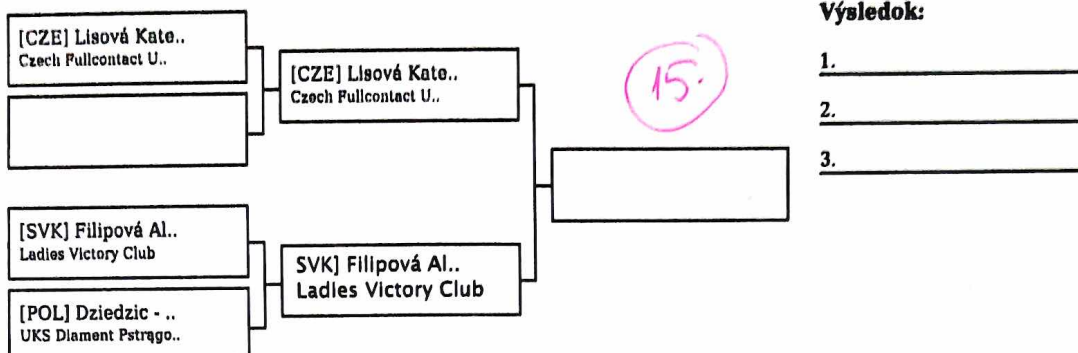 [CZE] Lisová Kate..
Czech Fullcontact U..
[SVK] Filipová Al..
Ladies Victory Club
[POL] Dziedzic - ..
UKS Diament Pstrągo..
[CZE] Lisová Kate..
Czech Fullcontact U..
SVK] Filipová Al..
Ladies Victory Club
15.
Výsledok:
1.
2.
3.